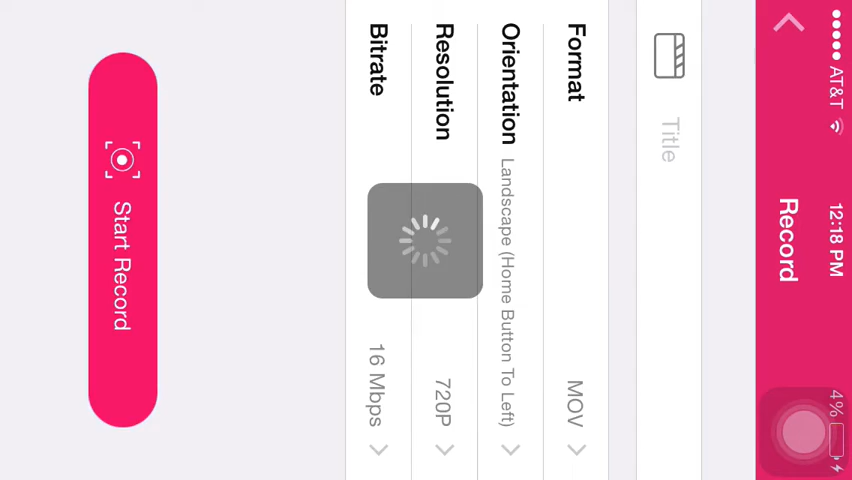 AT&T 12:18 PM 4%
Record
Title
Format MOV
Orientation Landscape (Home Button To Left)
Resolution 720P
Bitrate 16 Mbps
Start Record